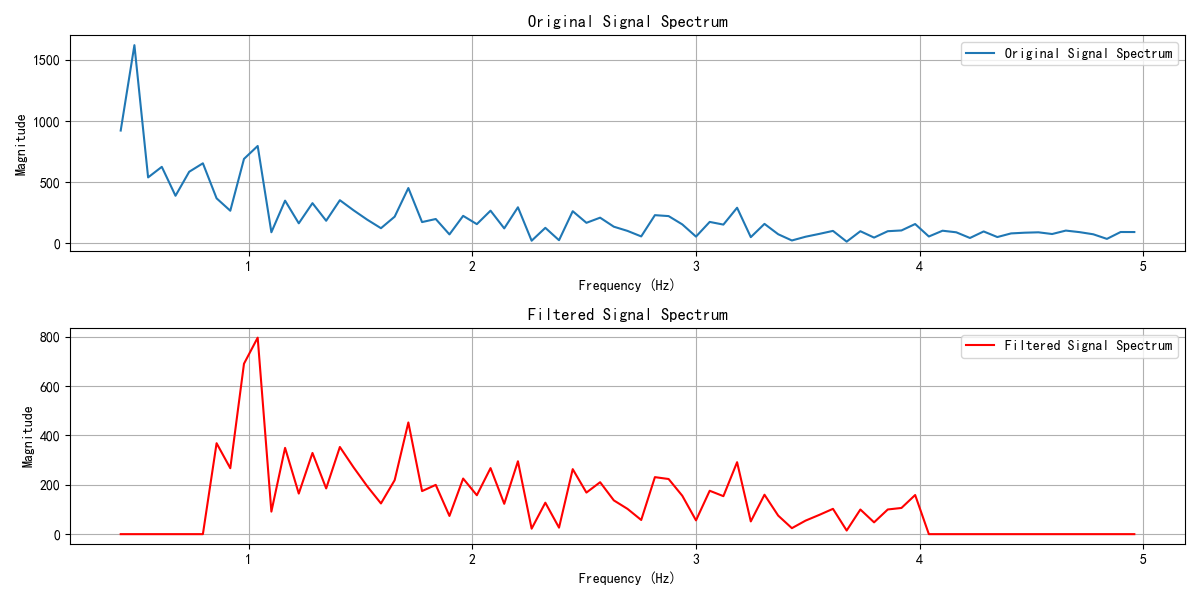 Original Signal Spectrum
Original Signal Spectrum
Magnitude
1500
1000
500
0
1 2 3 4 5
Frequency (Hz)
Filtered Signal Spectrum
Filtered Signal Spectrum
Magnitude
800
600
400
200
0
1 2 3 4 5
Frequency (Hz)